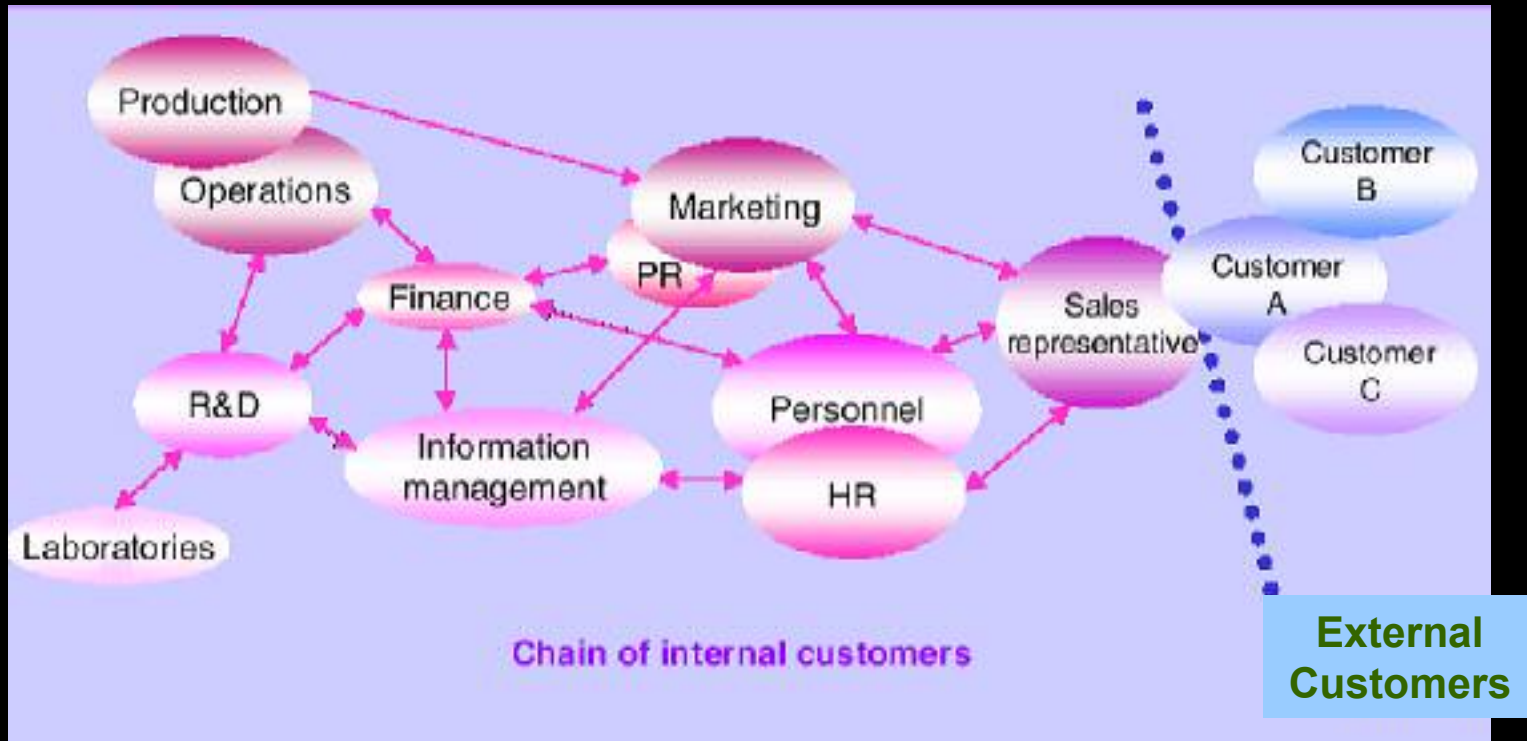 Production
Operations
Marketing
PR
Finance
R&D
Information
management
Laboratories
Personnel
HR
Sales
representative
Customer
B
Customer
A
Customer
C
Chain of internal customers
External
Customers